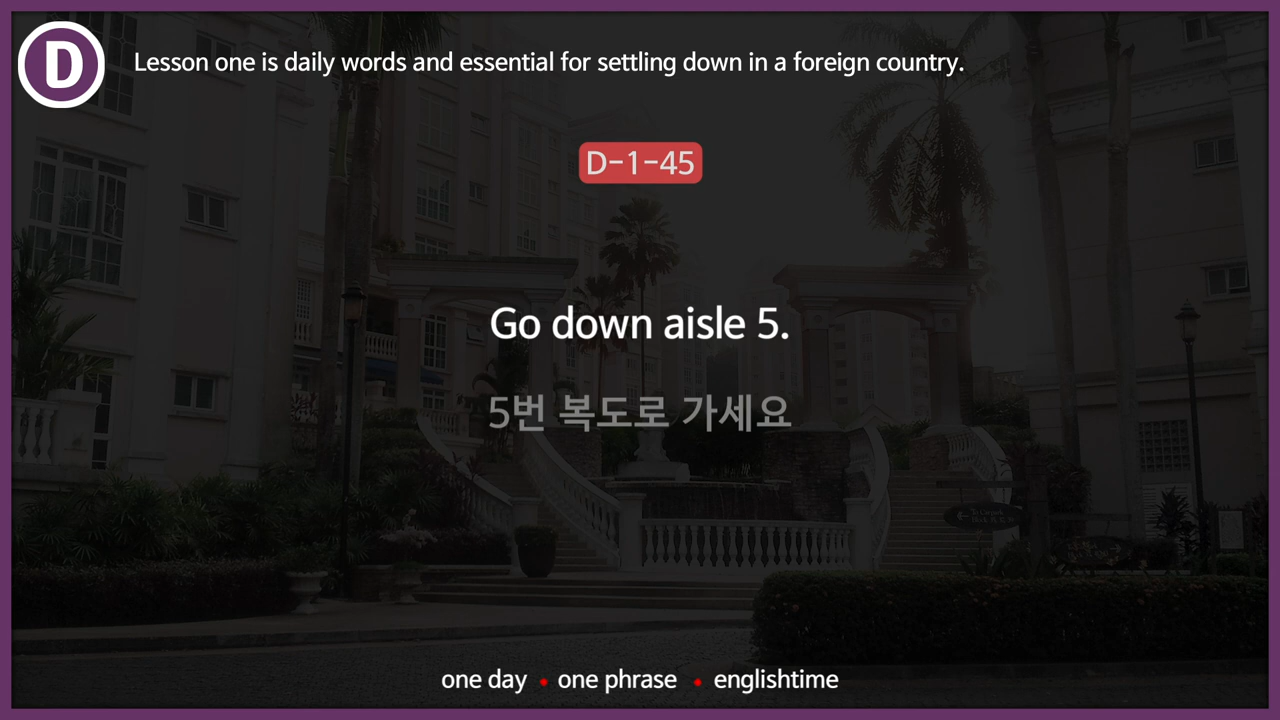 D
Lesson one is daily words and essential for settling down in a foreign country.
D-1-45
Go down aisle 5.
5번 복도로 가세요
one day • one phrase • englishtime